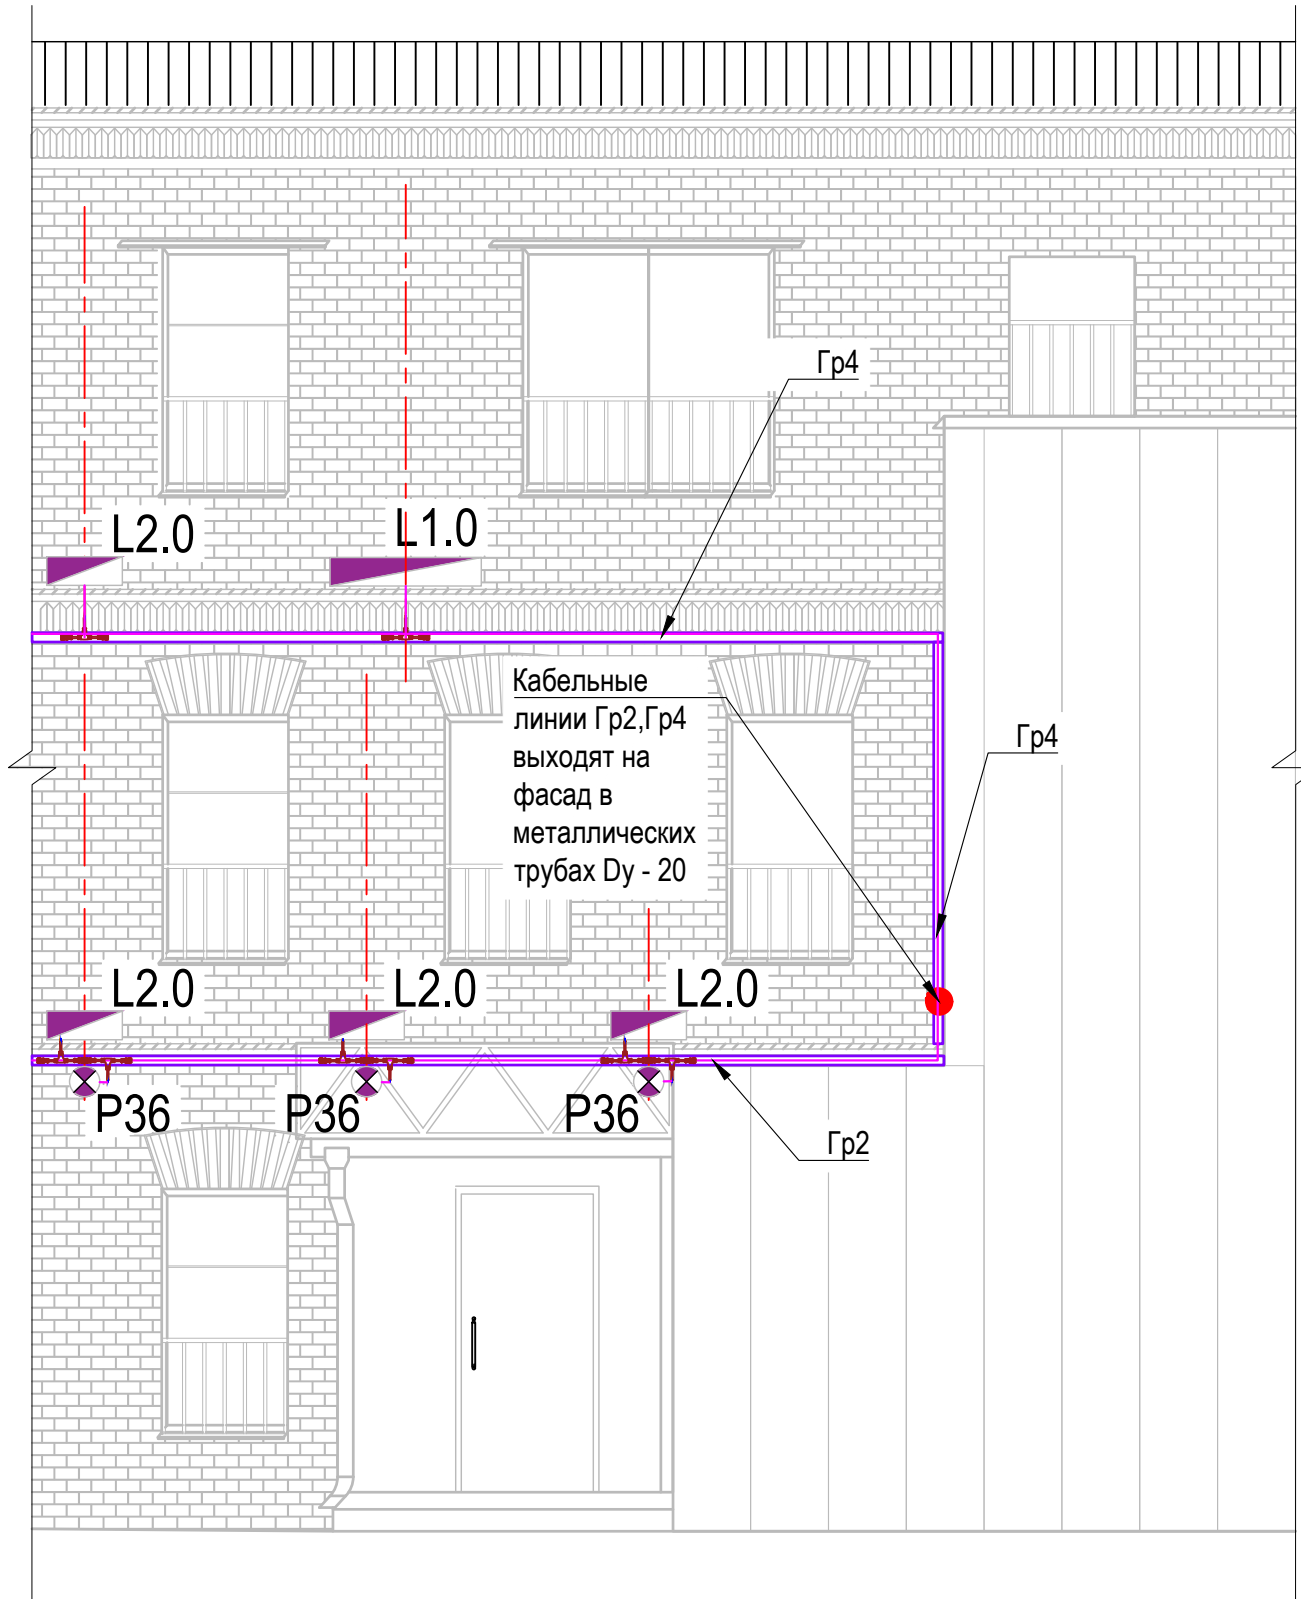 Гр4
L2.0
L1.0
Кабельные
линии Гр2,Гр4
выходят на
фасад в
металлических
трубах Dy - 20
Гр4
L2.0
L2.0
L2.0
P36
P36
P36
Гр2